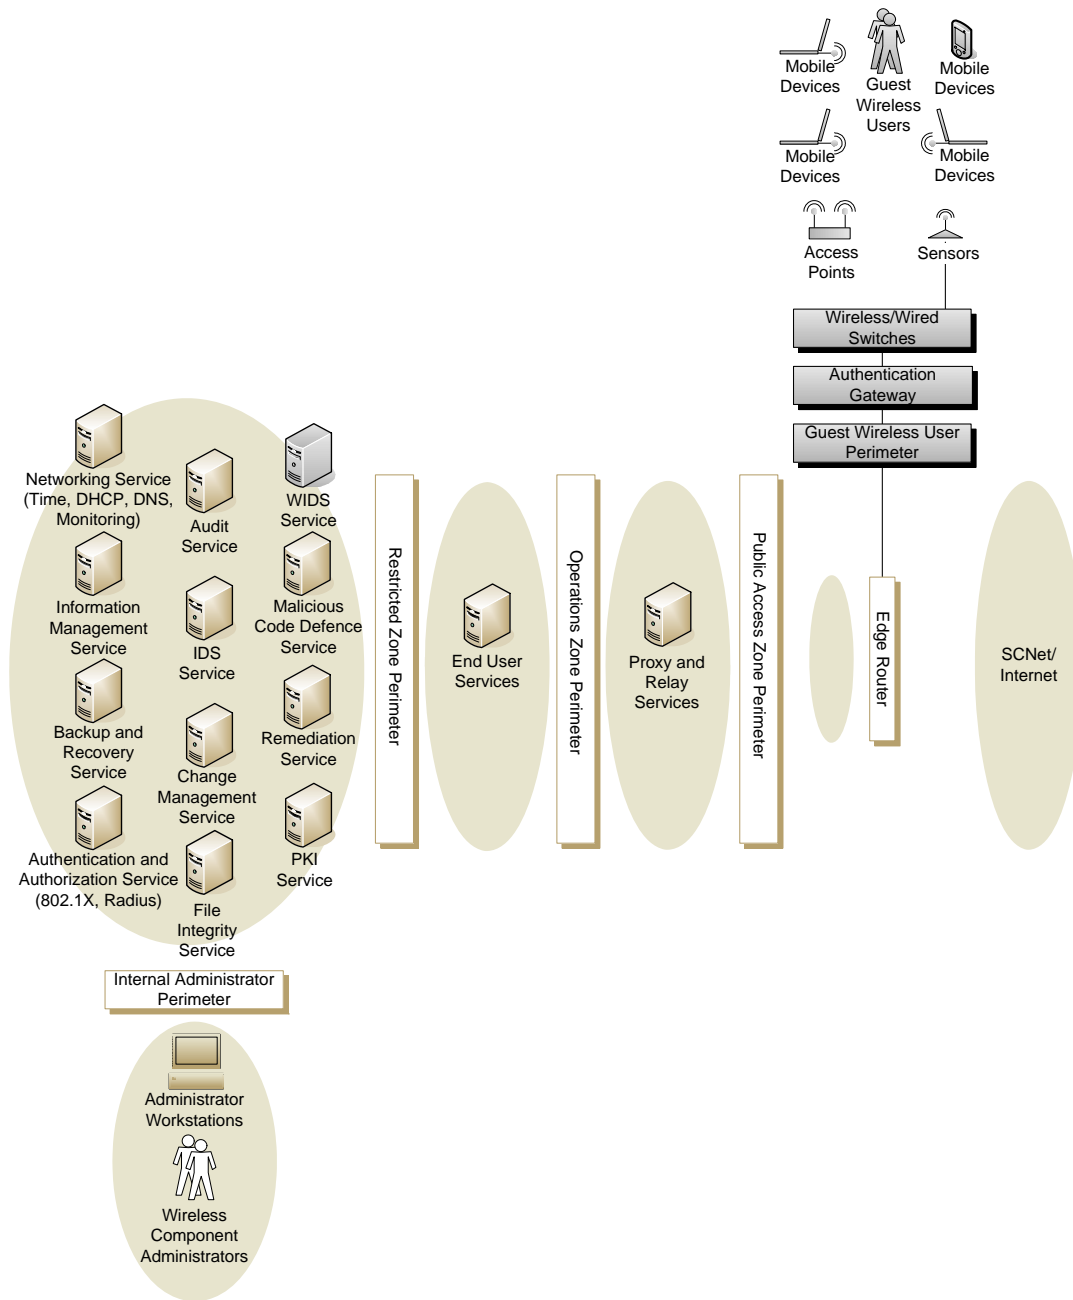 Mobile
Devices
Guest
Wireless
Users
Mobile
Devices
Mobile
Devices
Mobile
Devices
Access
Points
Sensors
Wireless/Wired
Switches
Authentication
Gateway
Guest Wireless User
Perimeter
Networking Service
(Time, DHCP, DNS,
Monitoring)
Audit
Service
WIDS
Service
Information
Management
Service
IDS
Service
Malicious
Code Defence
Service
Backup and
Recovery
Service
Change
Management
Service
Remediation
Service
Authentication and
Authorization Service
(802.1X, Radius)
File
Integrity
Service
PKI
Service
Restricted Zone Perimeter
End User
Services
Operations Zone Perimeter
Proxy and
Relay
Services
Public Access Zone Perimeter
Edge Router
SCNet/
Internet
Internal Administrator
Perimeter
Administrator
Workstations
Wireless
Component
Administrators